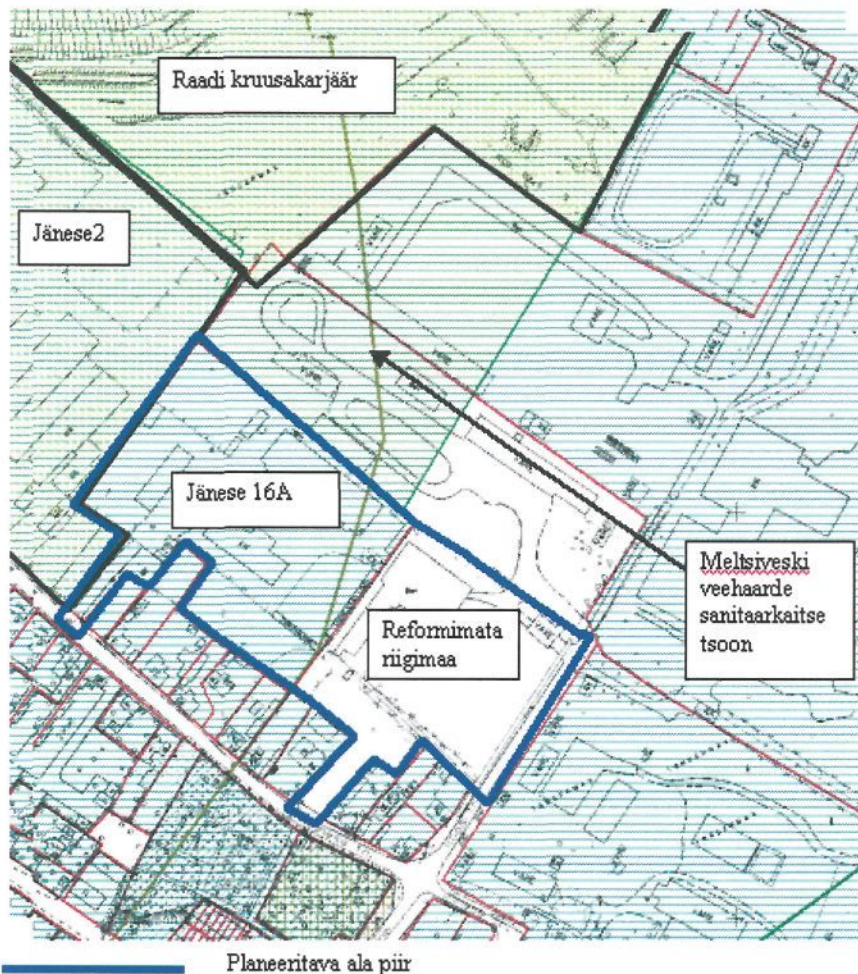 Raadi kruusakarjäär
Jänese2
Jänese 16A
Meltsiveski
veehaarde
sanitaarkaitse
tsoon
Reformimata
riigimaa
Planeeritava ala piir